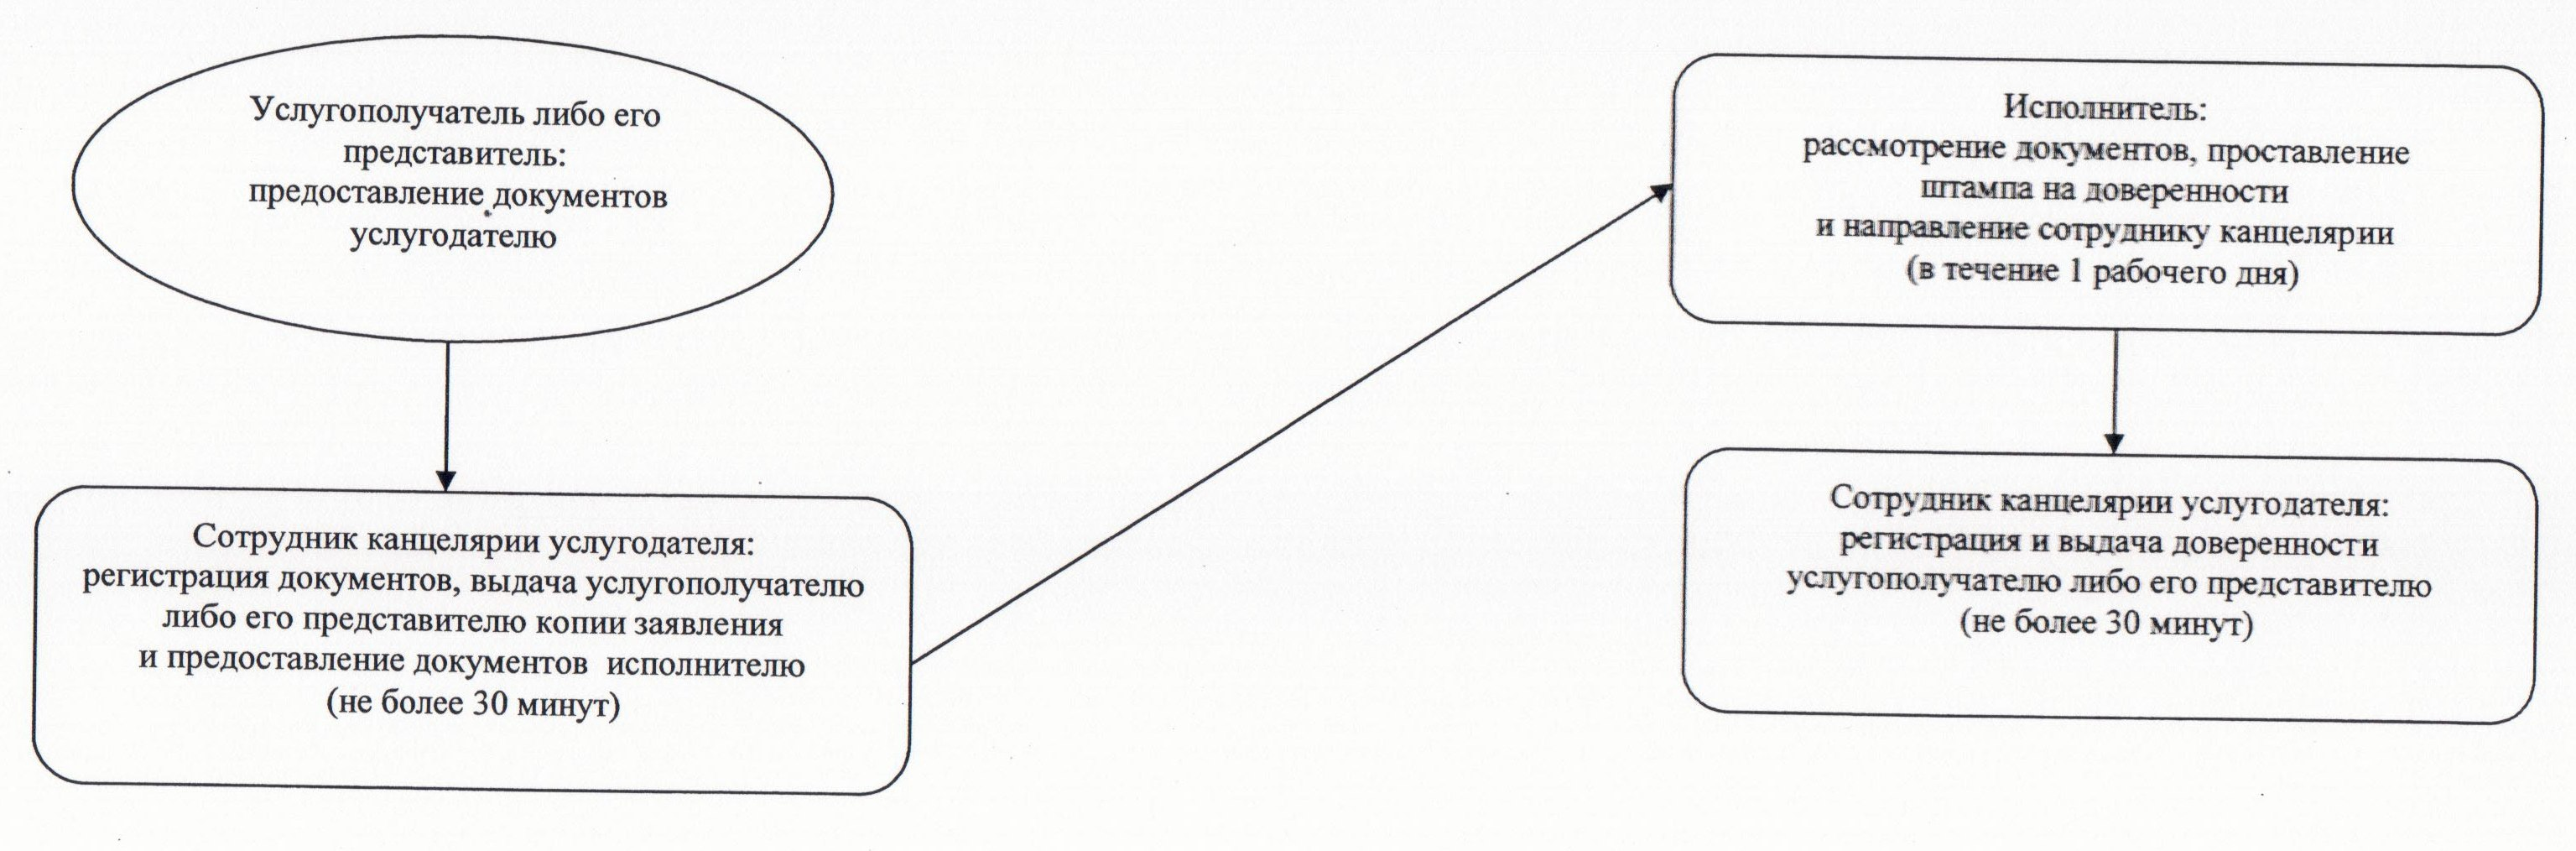 Услугополучатель либо его
представитель:
предоставление документов
услугодателю
Сотрудник канцелярии услугодателя:
регистрация документов, выдача услугополучателю
либо его представителю копии заявления
и предоставление документов исполнителю
(не более 30 минут)
Исполнитель:
рассмотрение документов, проставление
штампа на доверенности
и направление сотруднику канцелярии
(в течение 1 рабочего дня)
Сотрудник канцелярии услугодателя:
регистрация и выдача доверенности
услугополучателю либо его представителю
(не более 30 минут)